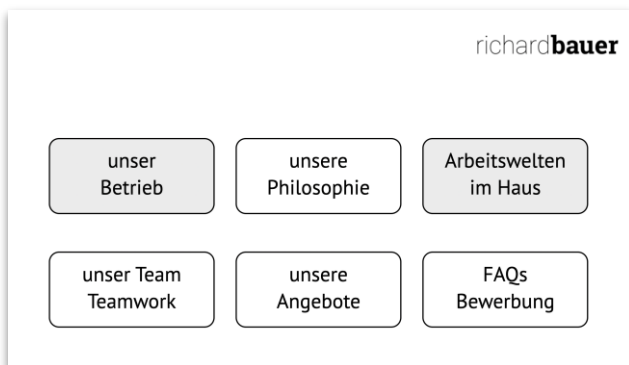 richardbauer
unser
Betrieb
unsere
Philosophie
Arbeitswelten
im Haus
unser Team
Teamwork
unsere
Angebote
FAQs
Bewerbung